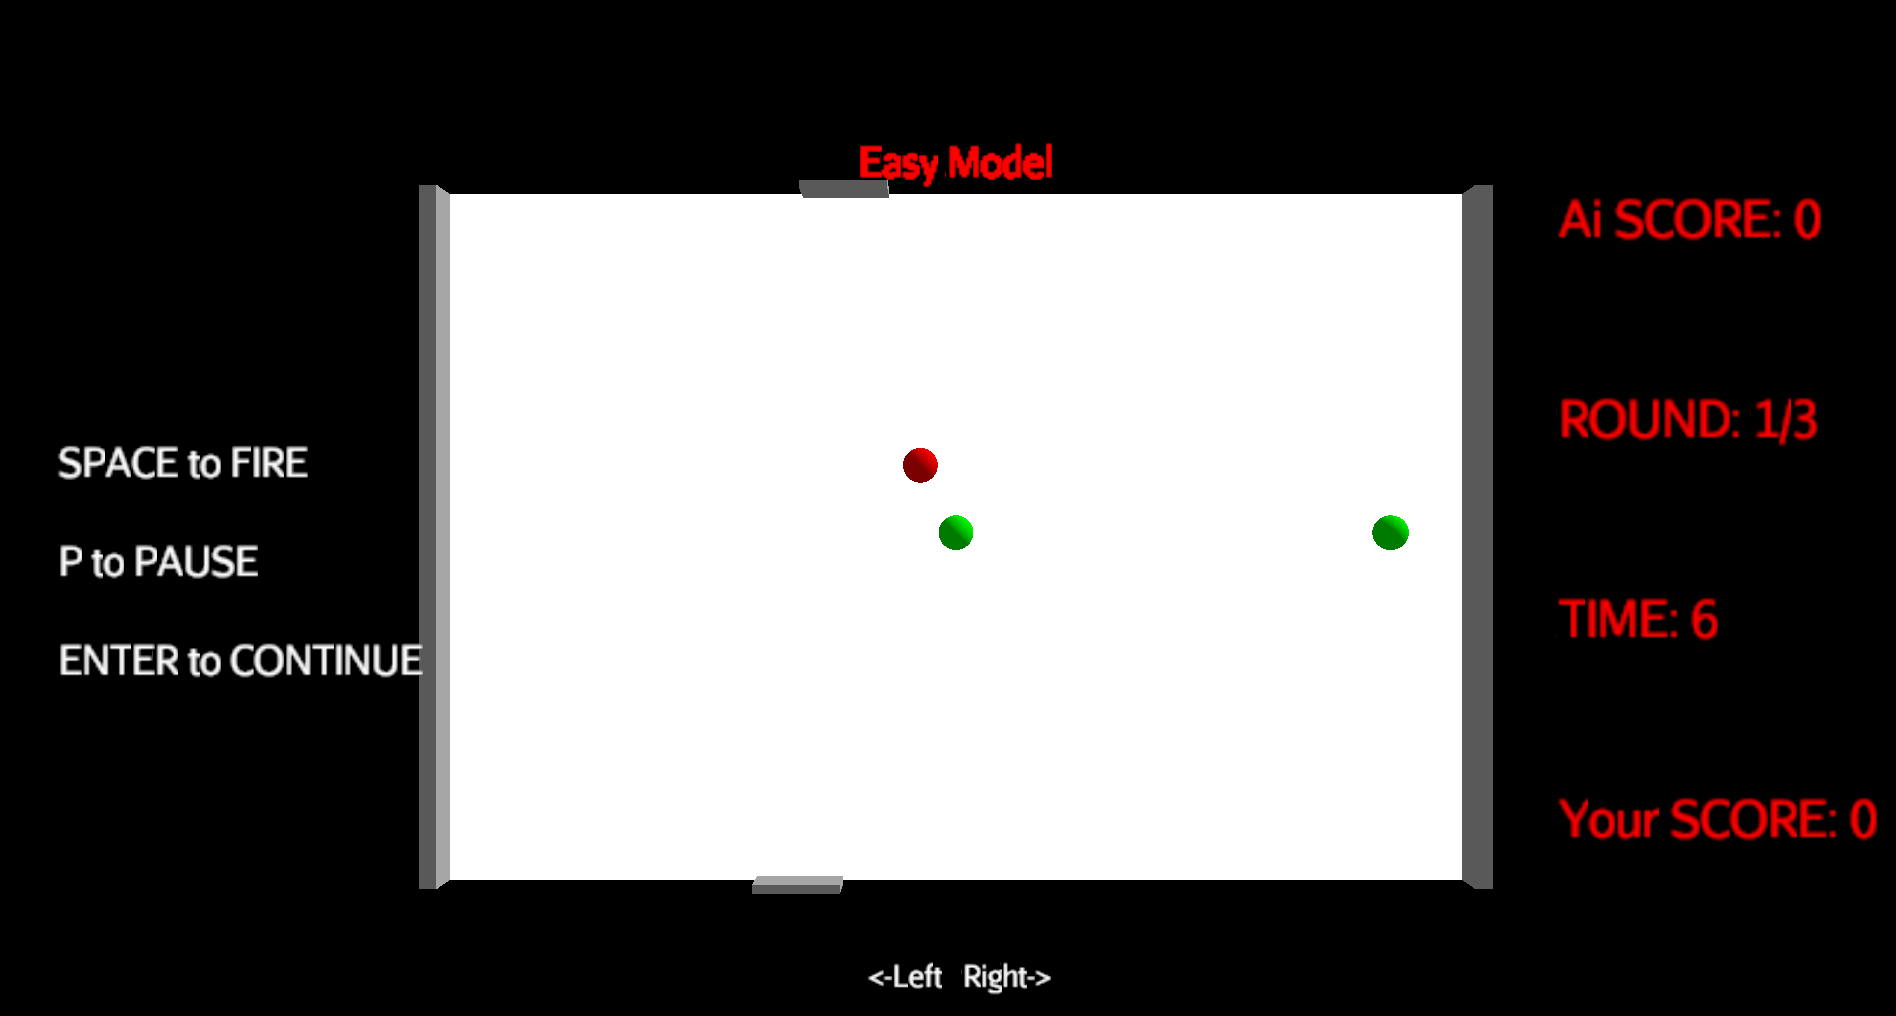 Easy Model
Ai SCORE: 0
ROUND: 1/3
SPACE to FIRE
P to PAUSE
TIME: 6
ENTER to CONTINUE
Your SCORE: 0
<-Left Right->